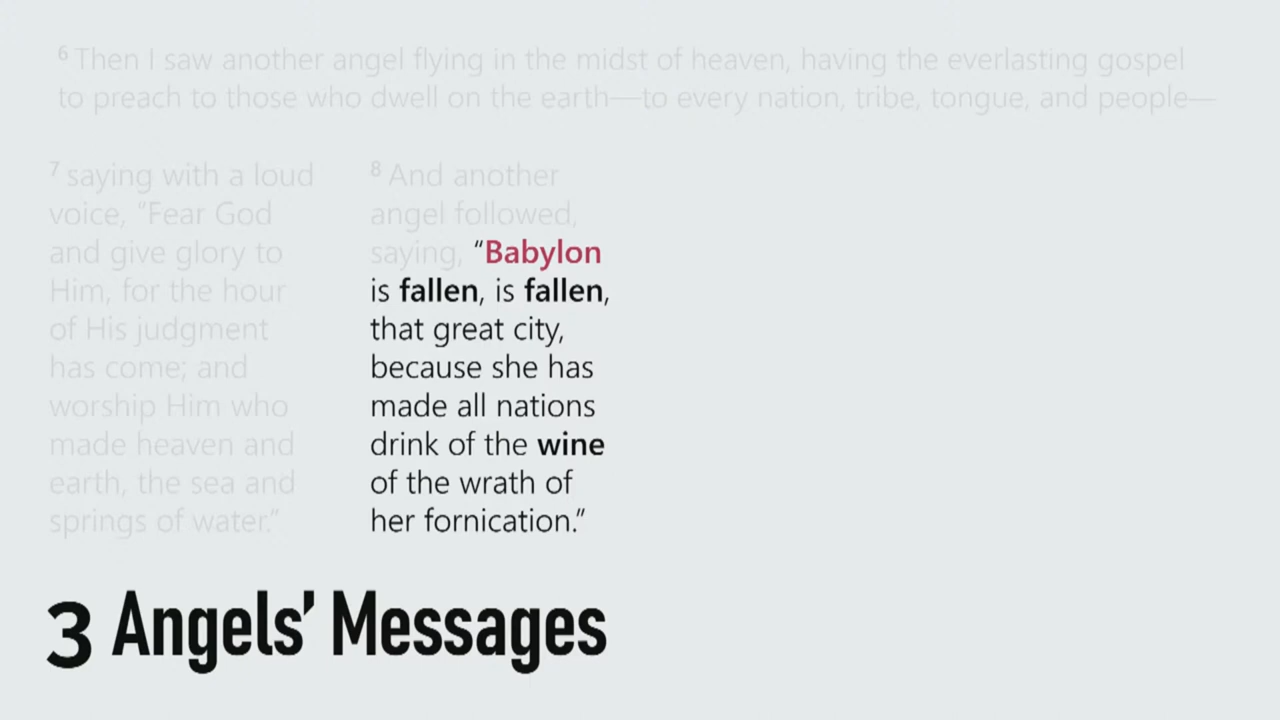 6 Then I saw another angel flying in the midst of heaven, having the everlasting gospel
to preach to those who dwell on the earth—to every nation, tribe, tongue, and people—
7 saying with a loud
voice, “Fear God
and give glory to
Him, for the hour
of His judgment
has come; and
worship Him who
made heaven and
earth, the sea and
springs of water.”
8 And another
angel followed,
saying, “Babylon
is fallen, is fallen,
that great city,
because she has
made all nations
drink of the wine
of the wrath of
her fornication.”
3 Angels’ Messages